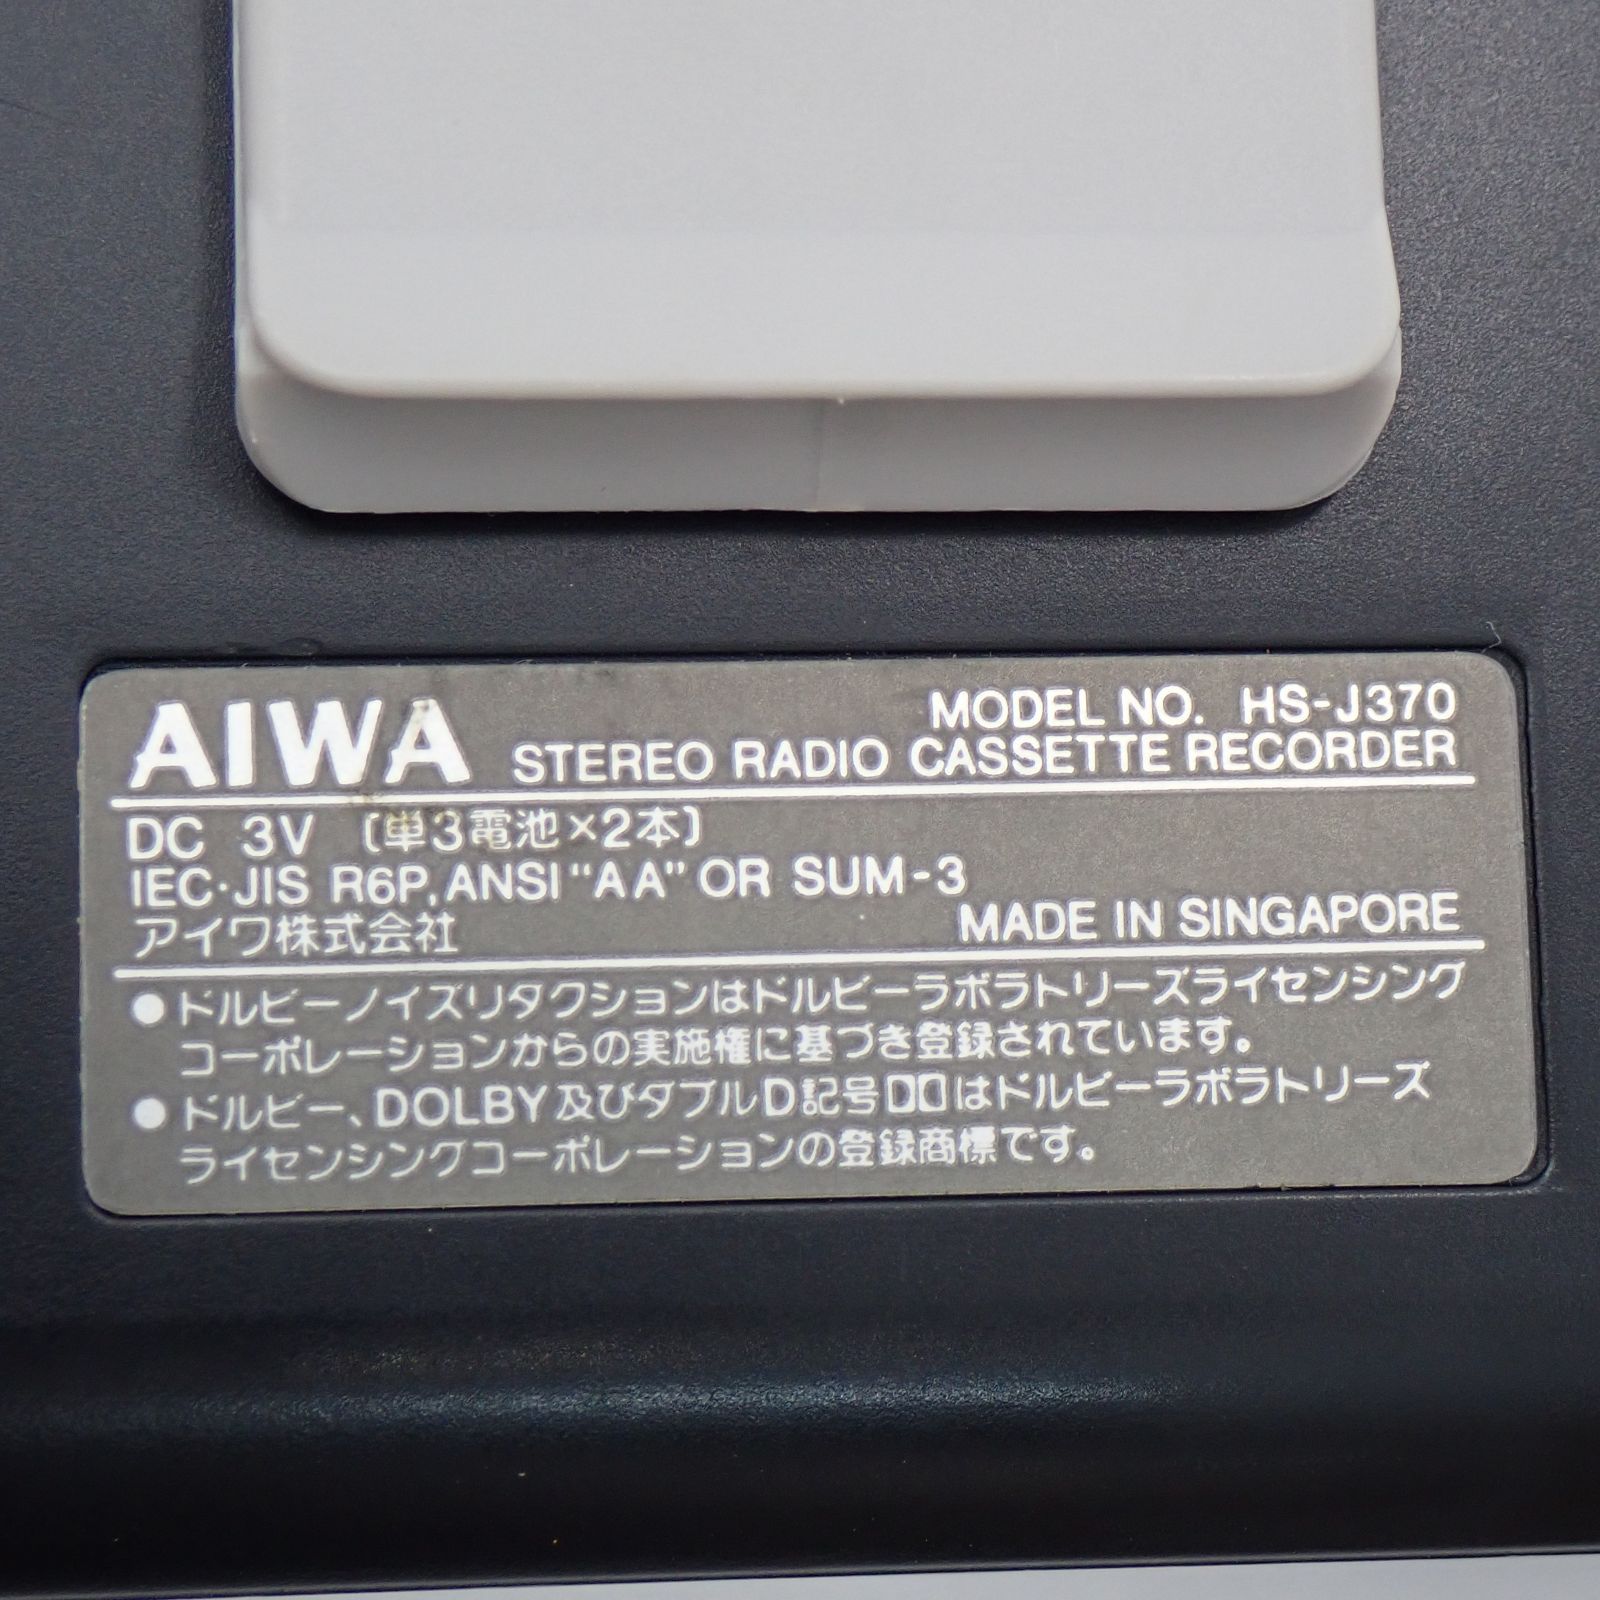 AIWA
MODEL NO. HS-J370
STEREO RADIO CASSETTE RECORDER
DC 3V 〔単3電池×2本〕
IEC・JIS R6P, ANSI "AA" OR SUM-3
アイワ株式会社
MADE IN SINGAPORE
●ドルビーノイズリダクションはドルビーラボラトリーズライセンシング
コーポレーションからの実施権に基づき登録されています。
●ドルビー、DOLBY及びダブルD記号DDはドルビーラボラトリーズ
ライセンシングコーポレーションの登録商標です。